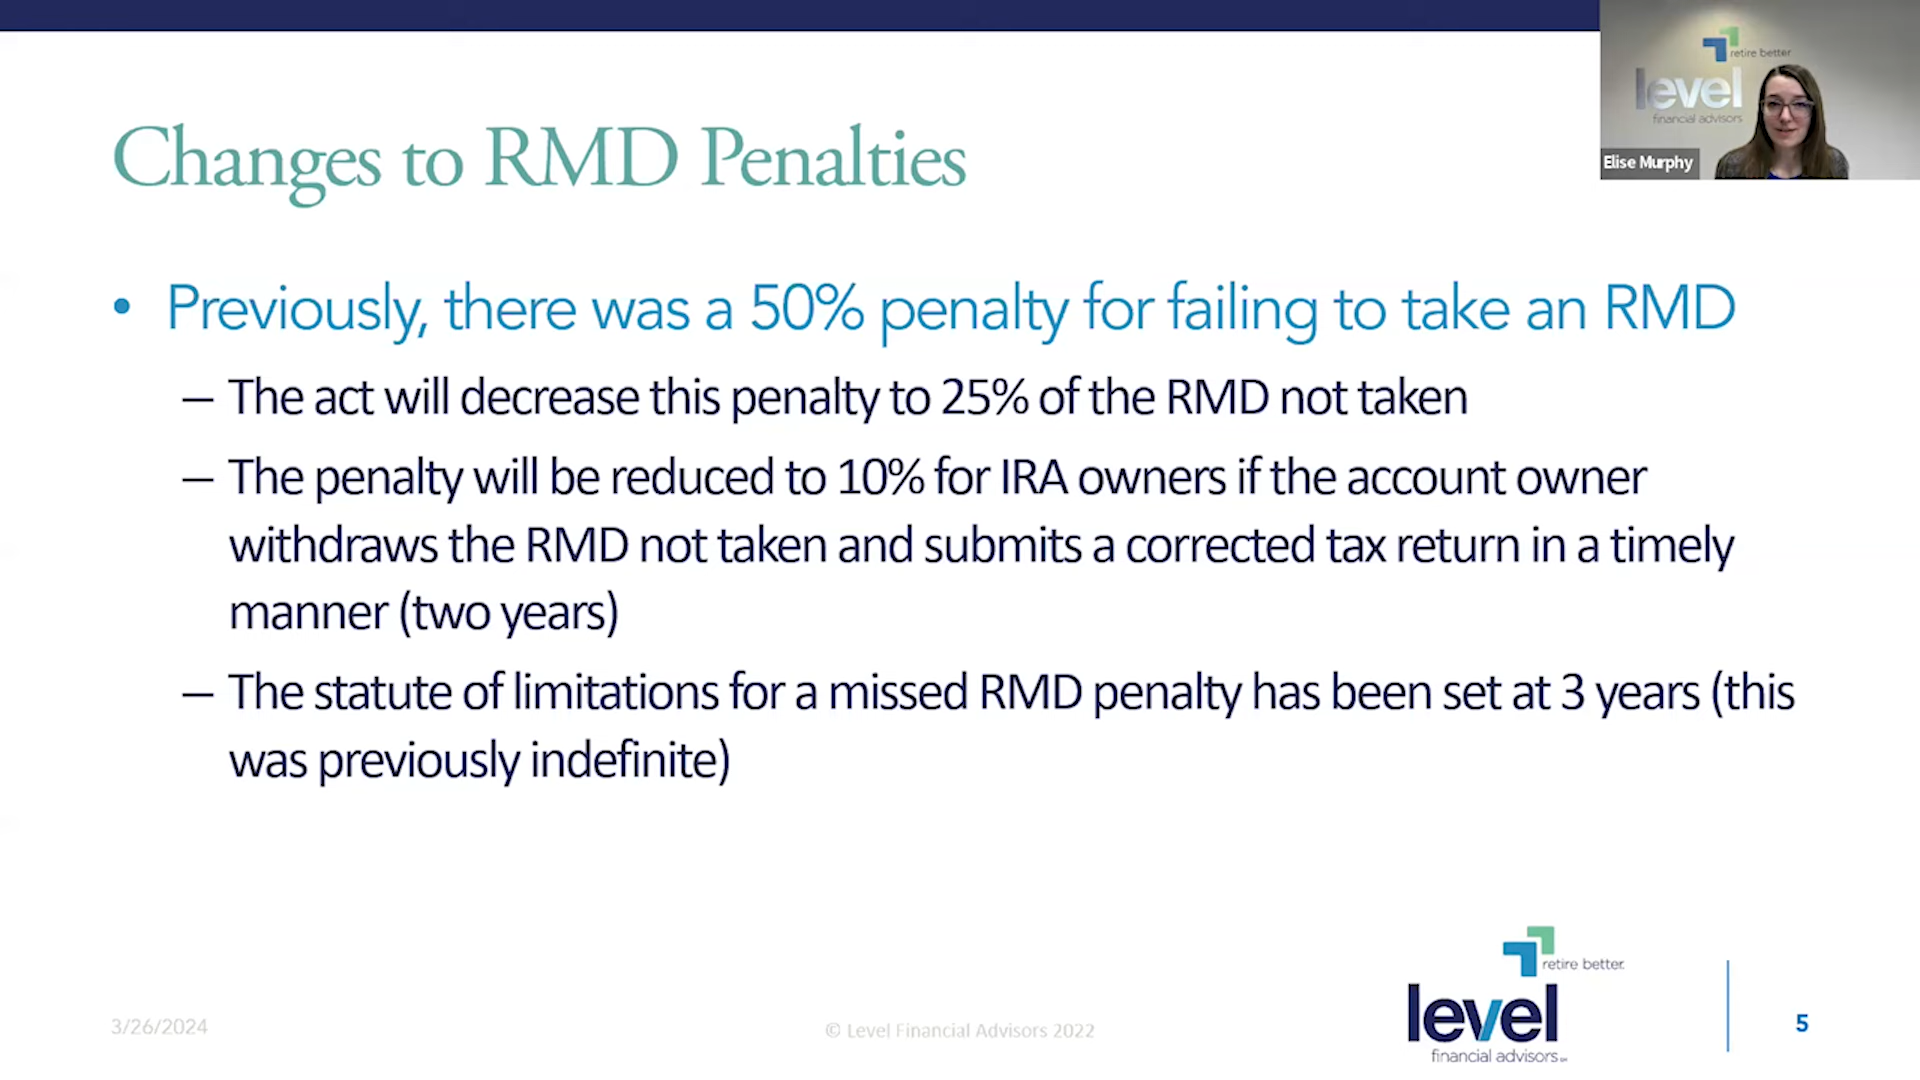 retire better
level
financial advisors
Elise Murphy
Changes to RMD Penalties
• Previously, there was a 50% penalty for failing to take an RMD
– The act will decrease this penalty to 25% of the RMD not taken
– The penalty will be reduced to 10% for IRA owners if the account owner
withdraws the RMD not taken and submits a corrected tax return in a timely
manner (two years)
– The statute of limitations for a missed RMD penalty has been set at 3 years (this
was previously indefinite)
retire better.
level
financial advisors
3/26/2024
© Level Financial Advisors 2022
5